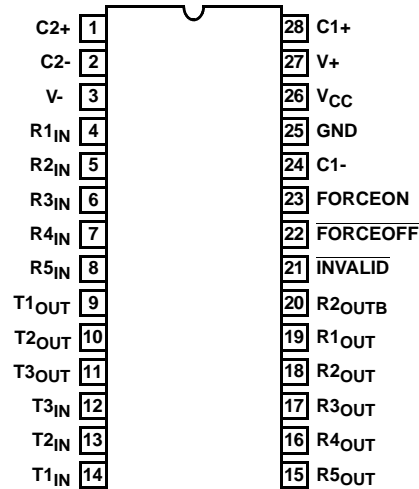 C2+ 1 28 C1+
C2- 2 27 V+
V- 3 26 VCC
R1IN 4 25 GND
R2IN 5 24 C1-
R3IN 6 23 FORCEON
R4IN 7 22 FORCEOFF
R5IN 8 21 INVALID
T1OUT 9 20 R2OUTB
T2OUT 10 19 R1OUT
T3OUT 11 18 R2OUT
T3IN 12 17 R3OUT
T2IN 13 16 R4OUT
T1IN 14 15 R5OUT